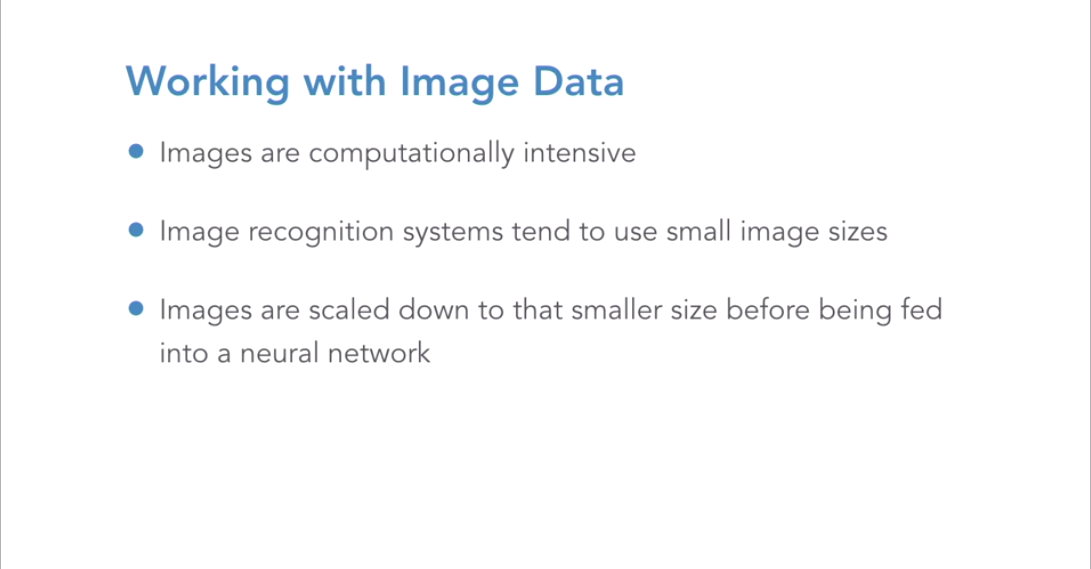 Working with Image Data
● Images are computationally intensive
● Image recognition systems tend to use small image sizes
● Images are scaled down to that smaller size before being fed
into a neural network